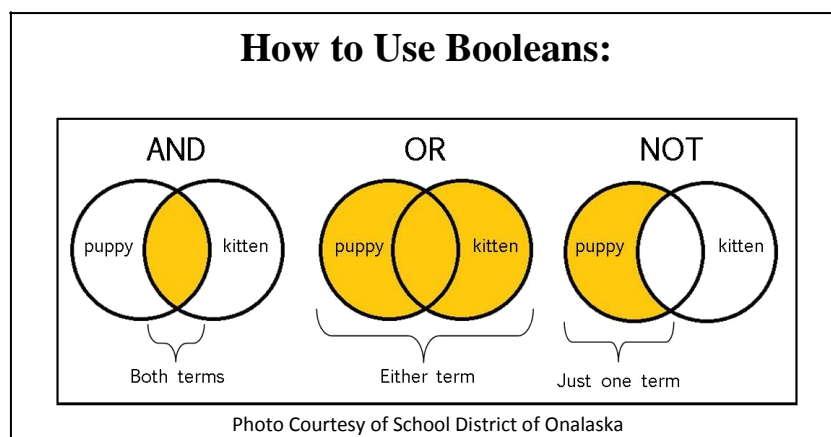 How to Use Booleans:
AND OR NOT
puppy kitten puppy kitten puppy kitten
Both terms Either term Just one term
Photo Courtesy of School District of Onalaska